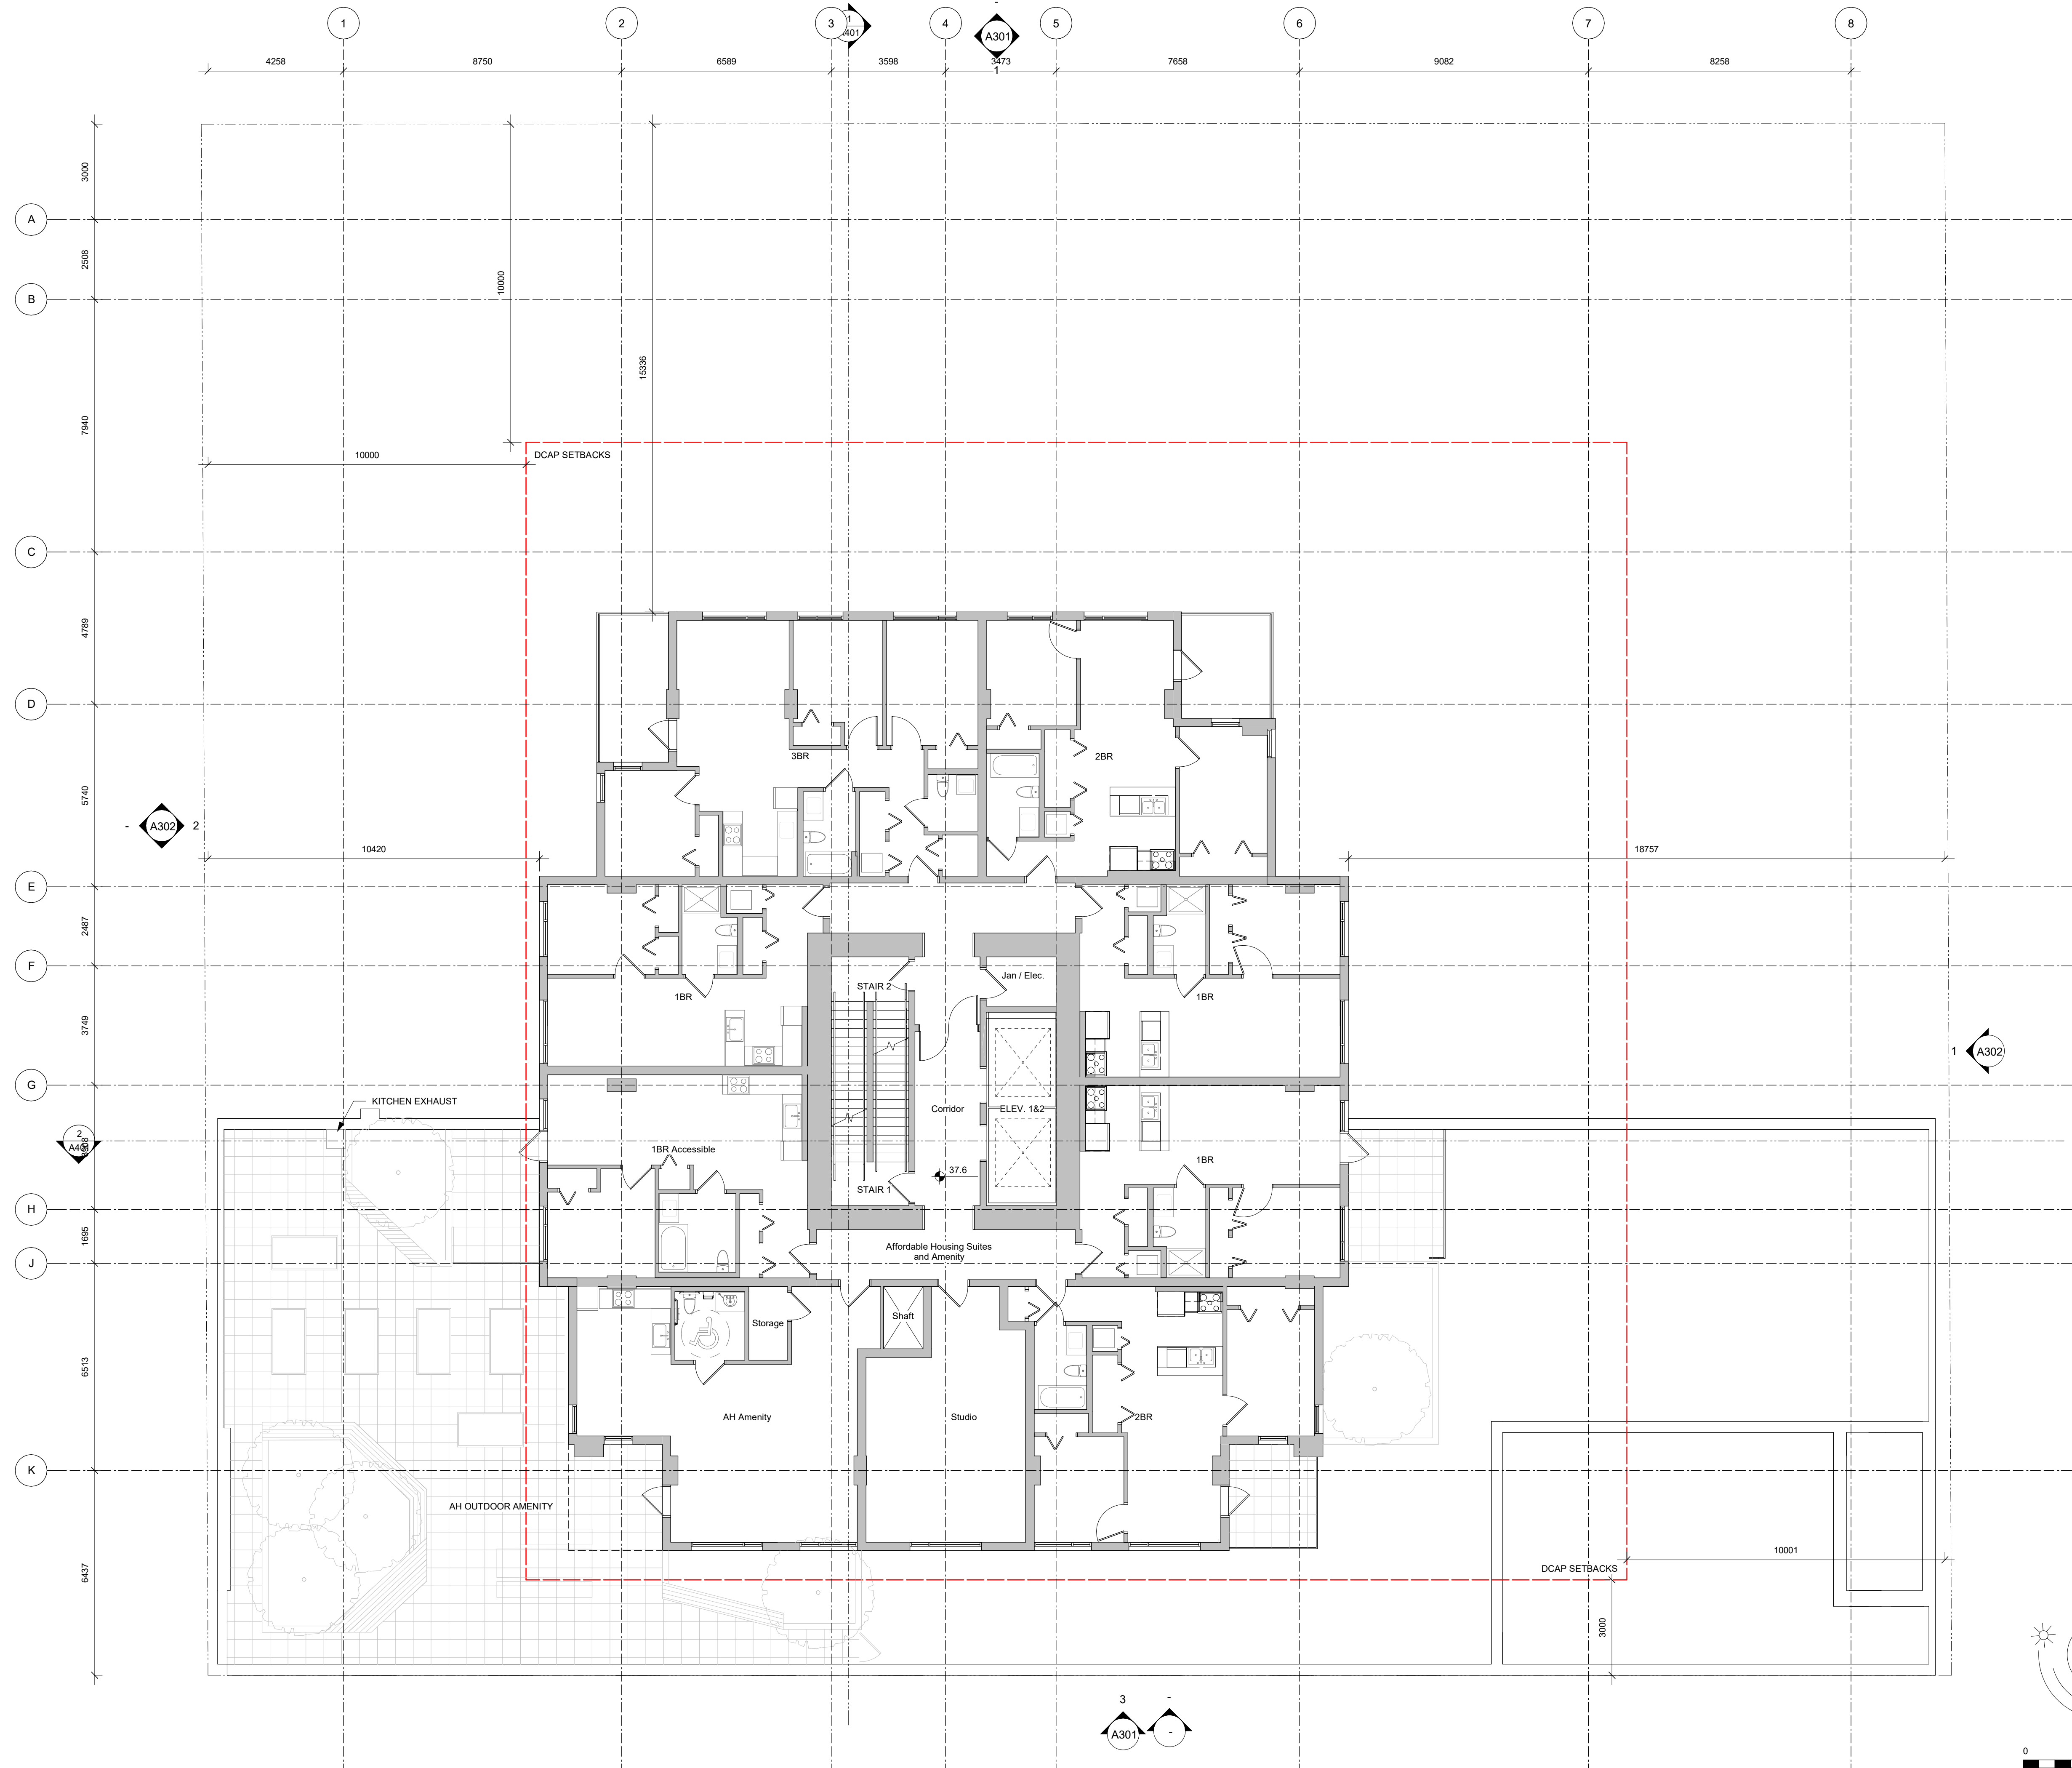 1
2
3
4
5
6
7
8
1
A301
-
1
4258
8750
6589
3598
3473
7658
9082
8258
3000
A
2508
B
10000
15336
7940
10000
DCAP SETBACKS
C
4789
D
3BR
2BR
5740
-
A302
2
10420
18757
E
2487
F
STAIR 2
Jan / Elec.
1BR
1BR
3749
1
A302
G
KITCHEN EXHAUST
Corridor
ELEV. 1&2
2
1BR Accessible
1BR
37.6
STAIR 1
H
1695
Affordable Housing Suites
and Amenity
J
Shaft
Storage
6513
AH Amenity
Studio
2BR
K
AH OUTDOOR AMENITY
10001
DCAP SETBACKS
6437
3000
3
-
A301
-
0